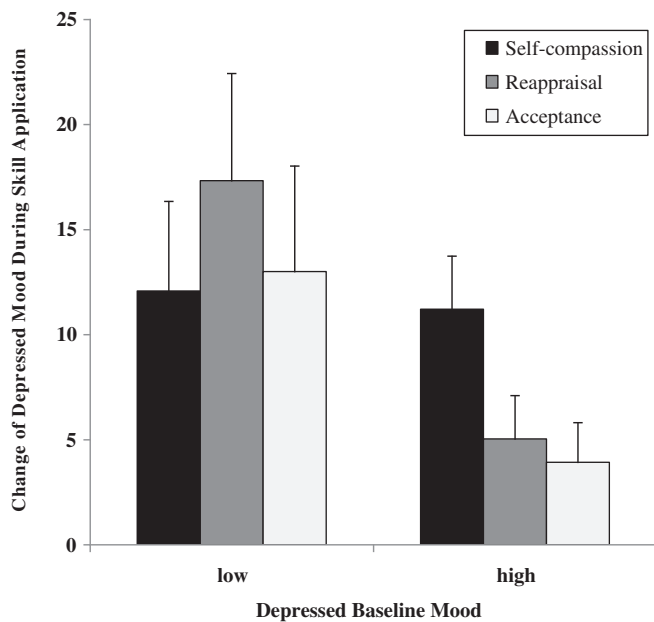 25
20
15
10
5
0
Change of Depressed Mood During Skill Application
Self-compassion
Reappraisal
Acceptance
low
high
Depressed Baseline Mood